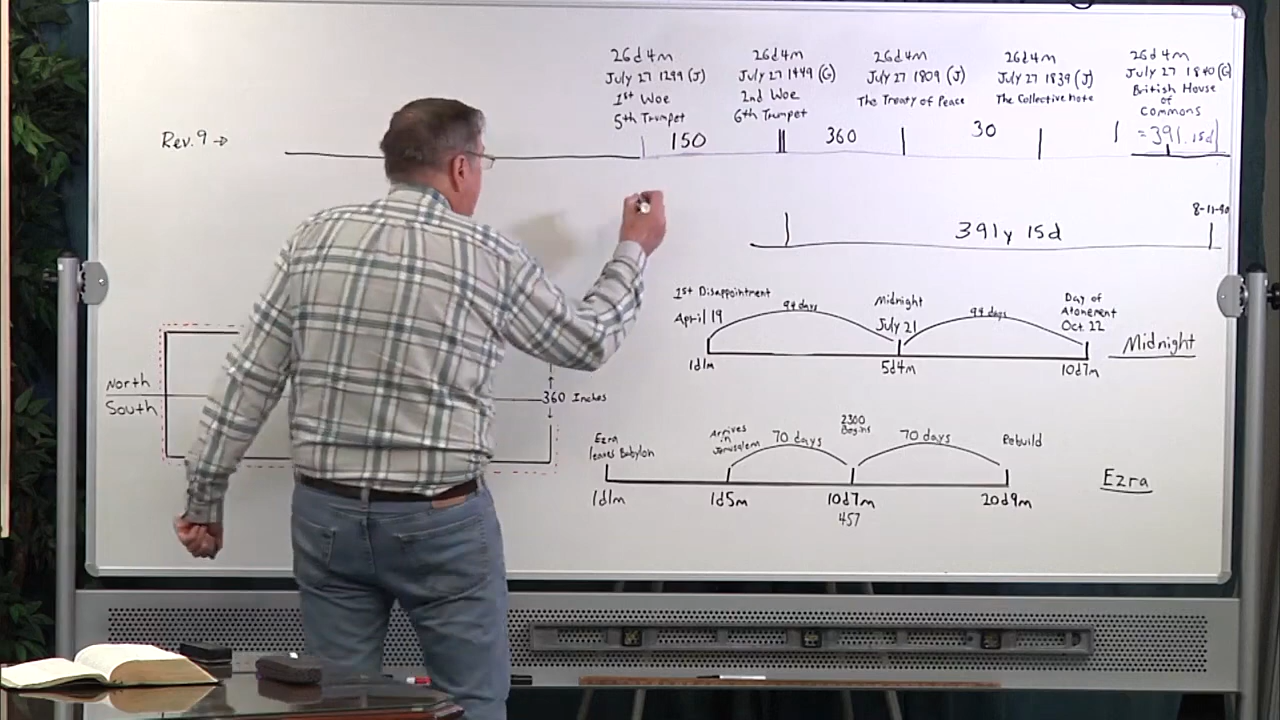 26d4m
July 27 1299 (J)
1st Woe
5th Trumpet
26d4m
July 27 1449 (G)
2nd Woe
6th Trumpet
26d4m
July 27 1809 (J)
The Treaty of Peace
26d4m
July 27 1839 (J)
The Collective Note
26d4m
July 27 1840 (G)
British House
of
Commons
Rev. 9 →
150
360
30
=391.15d
8-11-40
391y 15d
1st Disappointment
April 19
94 days
Midnight
July 21
94 days
Day of
Atonement
Oct. 22
Midnight
1d1m
5d4m
10d7m
North
South
360 Inches
Ezra
leaves Babylon
Arrives
in
Jerusalem
70 days
2300
Begins
70 days
Rebuild
Ezra
1d1m
1d5m
10d7m
20d9m
457